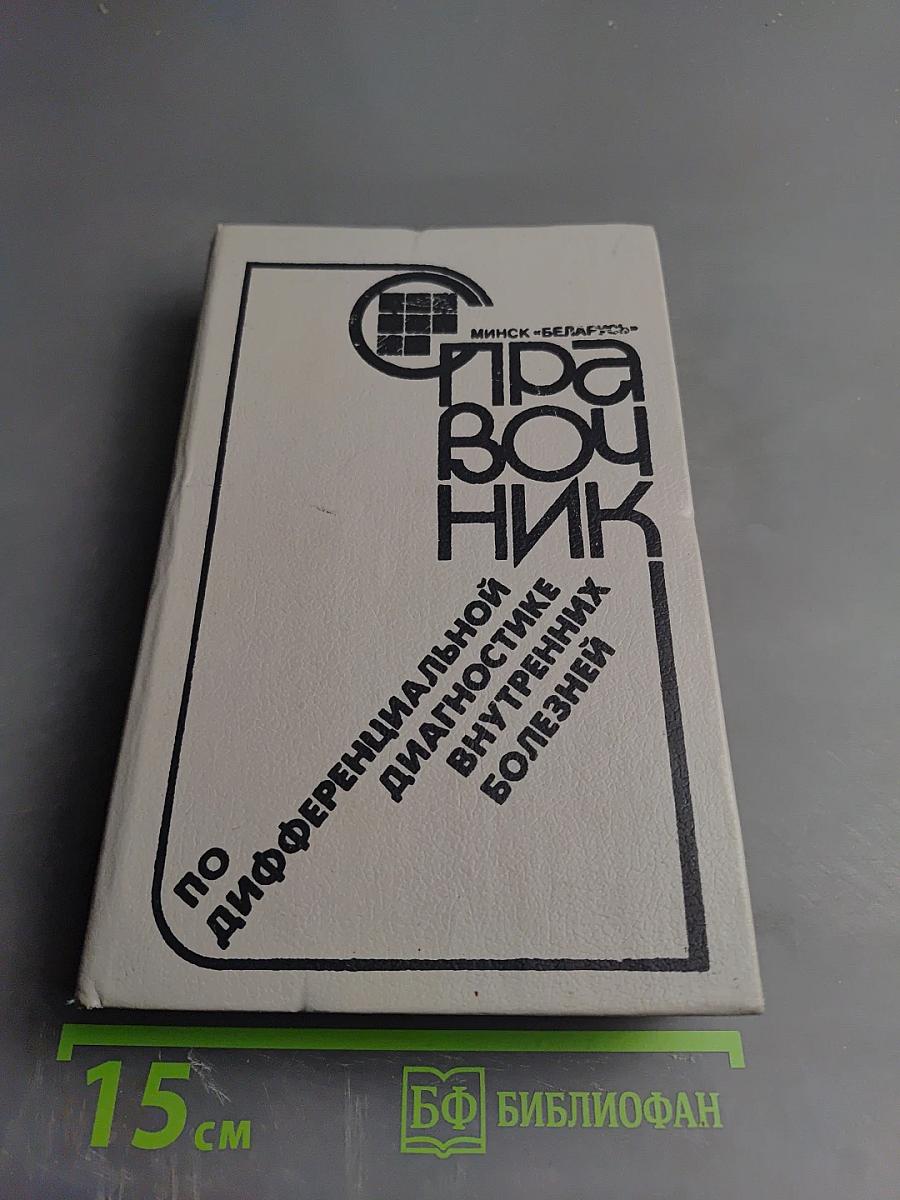 МИНСК «БЕЛАРУСЬ»
СПРА
ВОЧ
НИК
ПО
ДИФФЕРЕНЦИАЛЬНОЙ
ДИАГНОСТИКЕ
ВНУТРЕННИХ
БОЛЕЗНЕЙ
15 см
БФ БИБЛИОФАН